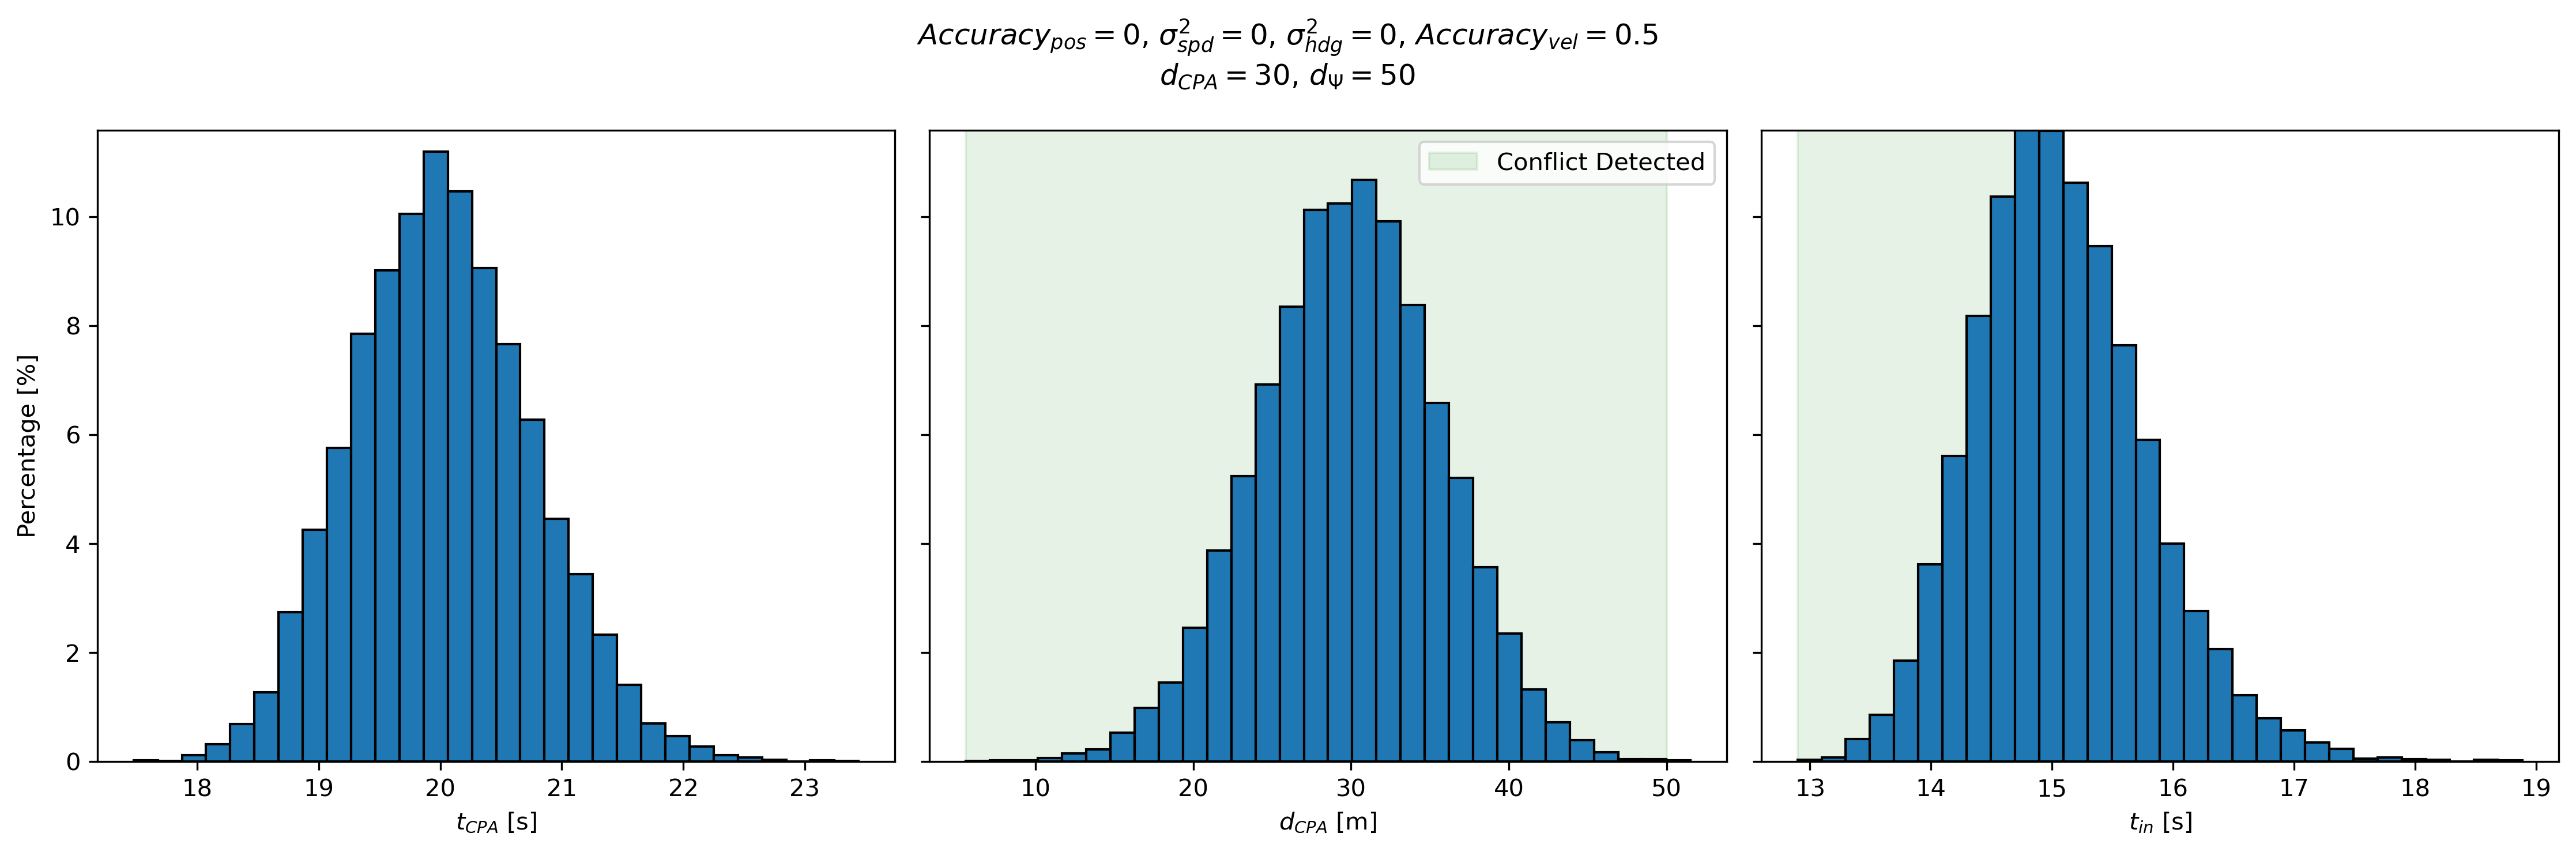 Accuracy_pos = 0, σ²_spd = 0, σ²_hdg = 0, Accuracy_vel = 0.5
d_CPA = 30, d_Ψ = 50
Conflict Detected
Percentage [%]
10
8
6
4
2
0
18 19 20 21 22 23
t_CPA [s]
10 20 30 40 50
d_CPA [m]
13 14 15 16 17 18 19
t_in [s]